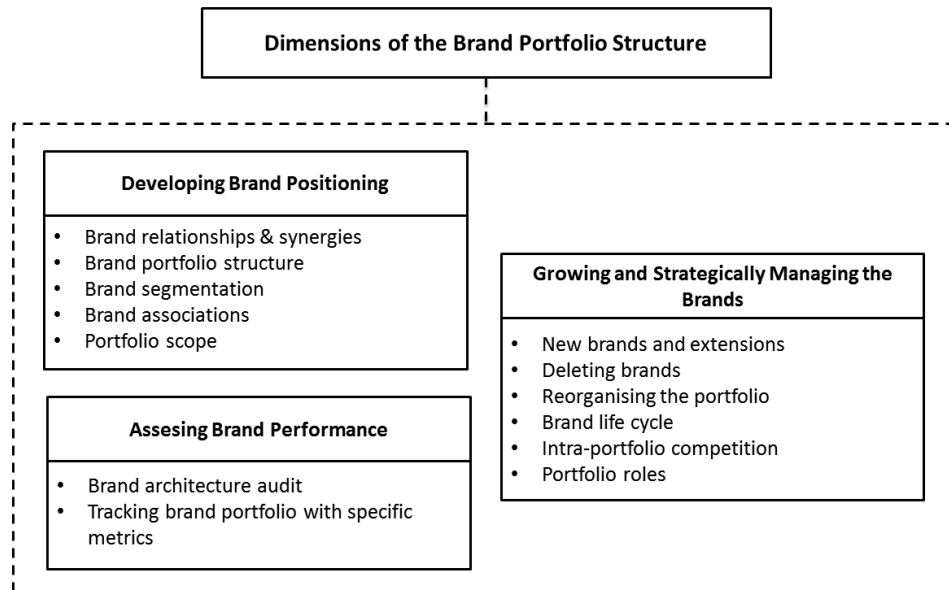 Dimensions of the Brand Portfolio Structure
Developing Brand Positioning
• Brand relationships & synergies
• Brand portfolio structure
• Brand segmentation
• Brand associations
• Portfolio scope
Assesing Brand Performance
• Brand architecture audit
• Tracking brand portfolio with specific
metrics
Growing and Strategically Managing the
Brands
• New brands and extensions
• Deleting brands
• Reorganising the portfolio
• Brand life cycle
• Intra-portfolio competition
• Portfolio roles